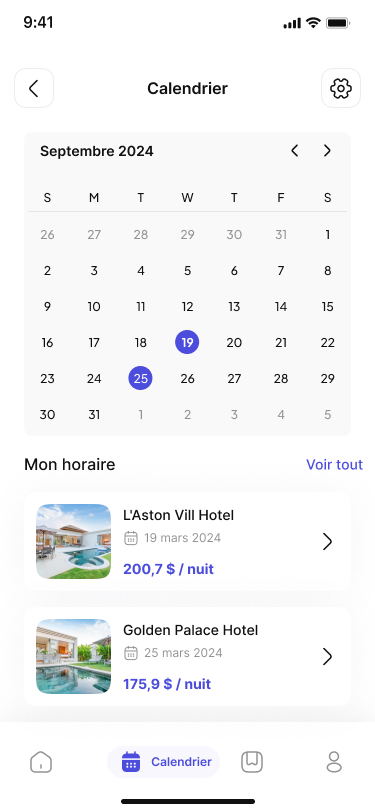 9:41
Calendrier
Septembre 2024
S M T W T F S
26 27 28 29 30 31 1
2 3 4 5 6 7 8
9 10 11 12 13 14 15
16 17 18 19 20 21 22
23 24 25 26 27 28 29
30 31 1 2 3 4 5
Mon horaire Voir tout
L'Aston Vill Hotel
19 mars 2024
200,7 $ / nuit
Golden Palace Hotel
25 mars 2024
175,9 $ / nuit
Calendrier